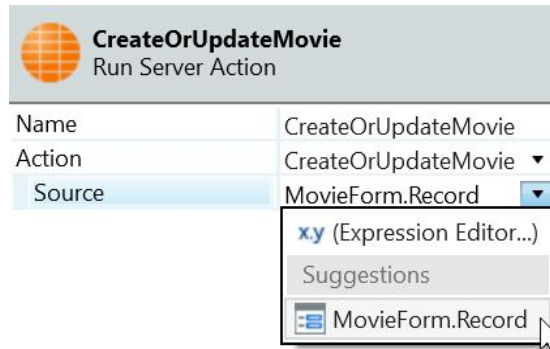 CreateOrUpdateMovie
Run Server Action
Name CreateOrUpdateMovie
Action CreateOrUpdateMovie
Source MovieForm.Record
x.y (Expression Editor...)
Suggestions
MovieForm.Record